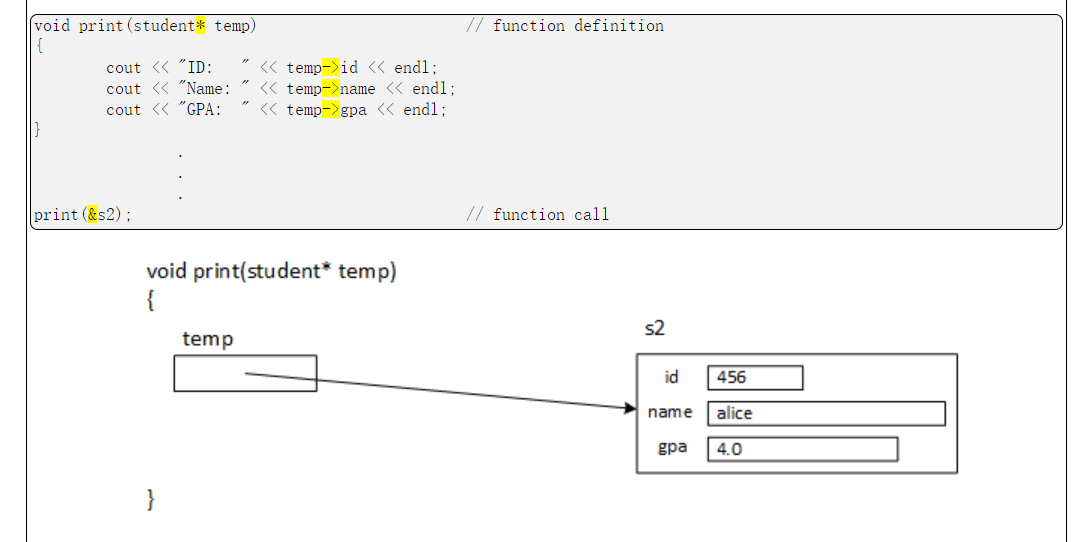 void print(student* temp) // function definition
{
cout << "ID:   " << temp->id << endl;
cout << "Name: " << temp->name << endl;
cout << "GPA:  " << temp->gpa << endl;
}
.
.
.
print(&s2); // function call
void print(student* temp)
{
temp
s2
id 456
name alice
gpa 4.0
}